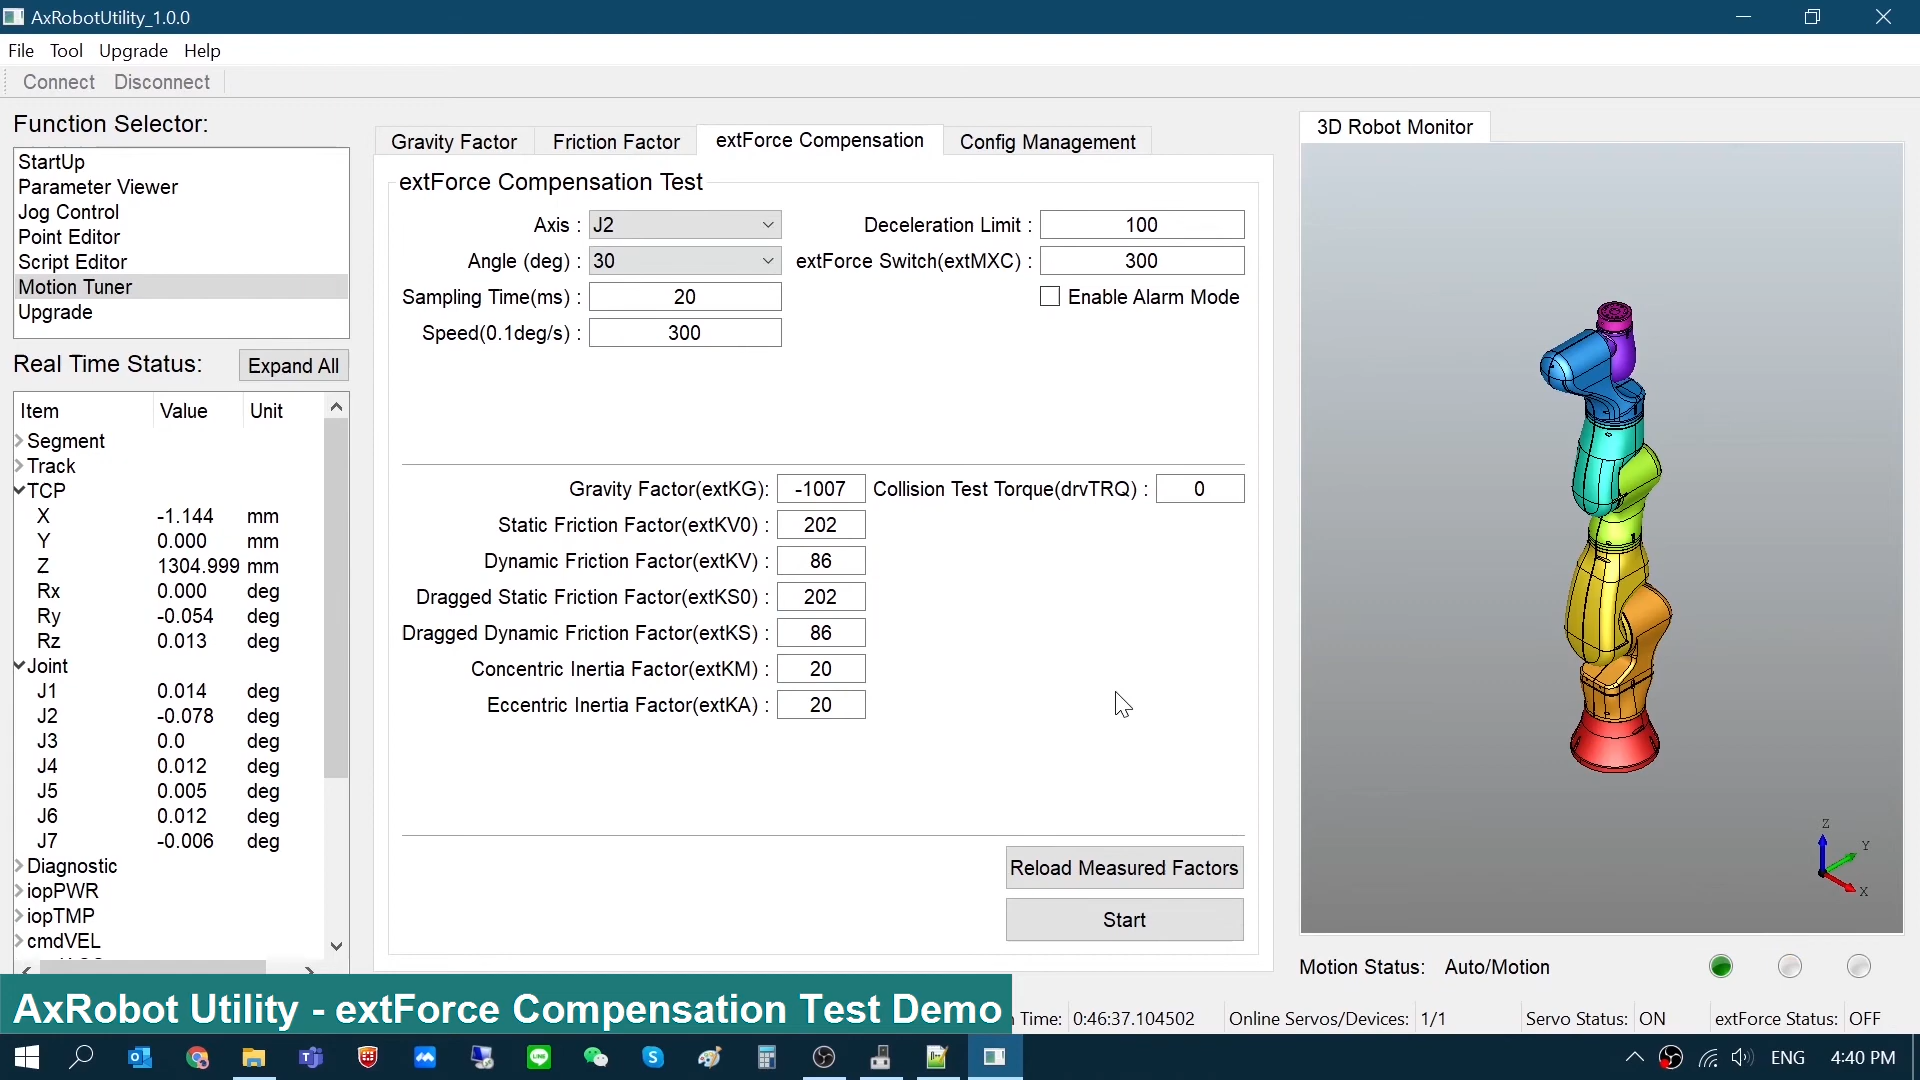 AxRobotUtility_1.0.0
File Tool Upgrade Help
Connect Disconnect
Function Selector:
StartUp
Parameter Viewer
Jog Control
Point Editor
Script Editor
Motion Tuner
Upgrade
Real Time Status: Expand All
Item Value Unit
Segment
Track
TCP
X -1.144 mm
Y 0.000 mm
Z 1304.999 mm
Rx 0.000 deg
Ry -0.054 deg
Rz 0.013 deg
Joint
J1 0.014 deg
J2 -0.078 deg
J3 0.0 deg
J4 0.012 deg
J5 0.005 deg
J6 0.012 deg
J7 -0.006 deg
Diagnostic
iopPWR
iopTMP
cmdVEL
Gravity Factor Friction Factor extForce Compensation Config Management
extForce Compensation Test
Axis : J2 Deceleration Limit : 100
Angle (deg) : 30 extForce Switch(extMXC) : 300
Sampling Time(ms) : 20 Enable Alarm Mode
Speed(0.1deg/s) : 300
Gravity Factor(extKG): -1007 Collision Test Torque(drvTRQ) : 0
Static Friction Factor(extKV0) : 202
Dynamic Friction Factor(extKV) : 86
Dragged Static Friction Factor(extKS0) : 202
Dragged Dynamic Friction Factor(extKS) : 86
Concentric Inertia Factor(extKM) : 20
Eccentric Inertia Factor(extKA) : 20
Reload Measured Factors
Start
3D Robot Monitor
Z
Y
X
Motion Status: Auto/Motion
AxRobot Utility - extForce Compensation Test Demo
Time: 0:46:37.104502 Online Servos/Devices: 1/1 Servo Status: ON extForce Status: OFF
ENG 4:40 PM